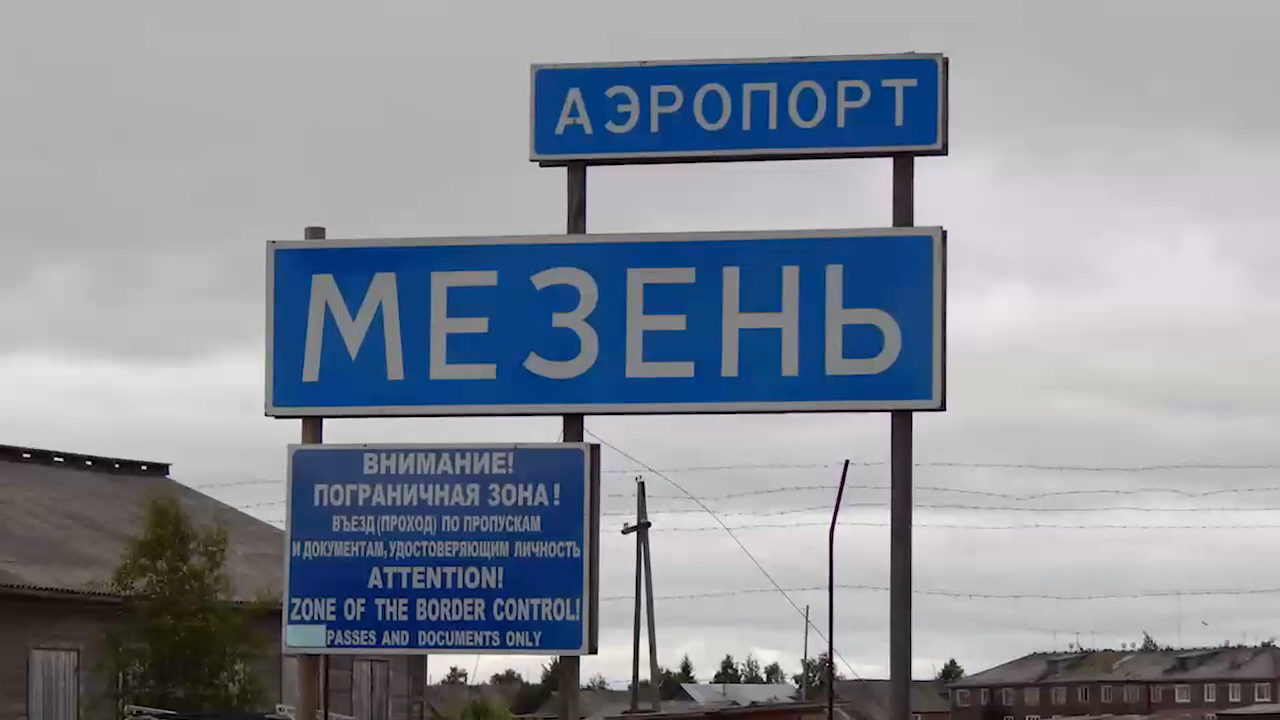 АЭРОПОРТ
МЕЗЕНЬ
ВНИМАНИЕ!
ПОГРАНИЧНАЯ ЗОНА!
ВЪЕЗД (ПРОХОД) ПО ПРОПУСКАМ
И ДОКУМЕНТАМ, УДОСТОВЕРЯЮЩИМ ЛИЧНОСТЬ
ATTENTION!
ZONE OF THE BORDER CONTROL!
PASSES AND DOCUMENTS ONLY